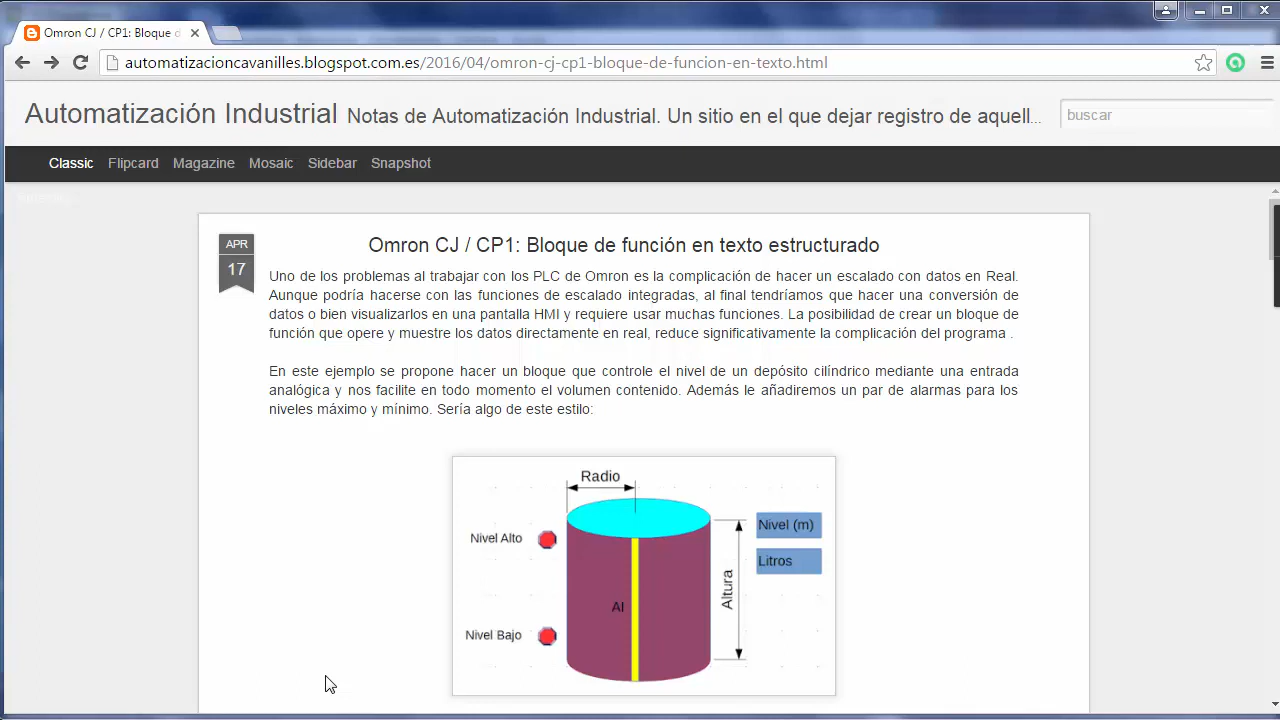 Omron CJ / CP1: Bloque d
automatizacioncavanilles.blogspot.com.es/2016/04/omron-cj-cp1-bloque-de-funcion-en-texto.html
Automatización Industrial Notas de Automatización Industrial. Un sitio en el que dejar registro de aquell...
buscar
Classic Flipcard Magazine Mosaic Sidebar Snapshot
APR
17
Omron CJ / CP1: Bloque de función en texto estructurado
Uno de los problemas al trabajar con los PLC de Omron es la complicación de hacer un escalado con datos en Real.
Aunque podría hacerse con las funciones de escalado integradas, al final tendríamos que hacer una conversión de
datos o bien visualizarlos en una pantalla HMI y requiere usar muchas funciones. La posibilidad de crear un bloque de
función que opere y muestre los datos directamente en real, reduce significativamente la complicación del programa .
En este ejemplo se propone hacer un bloque que controle el nivel de un depósito cilíndrico mediante una entrada
analógica y nos facilite en todo momento el volumen contenido. Además le añadiremos un par de alarmas para los
niveles máximo y mínimo. Sería algo de este estilo:
Radio
Nivel Alto
Nivel (m)
Litros
Altura
AI
Nivel Bajo